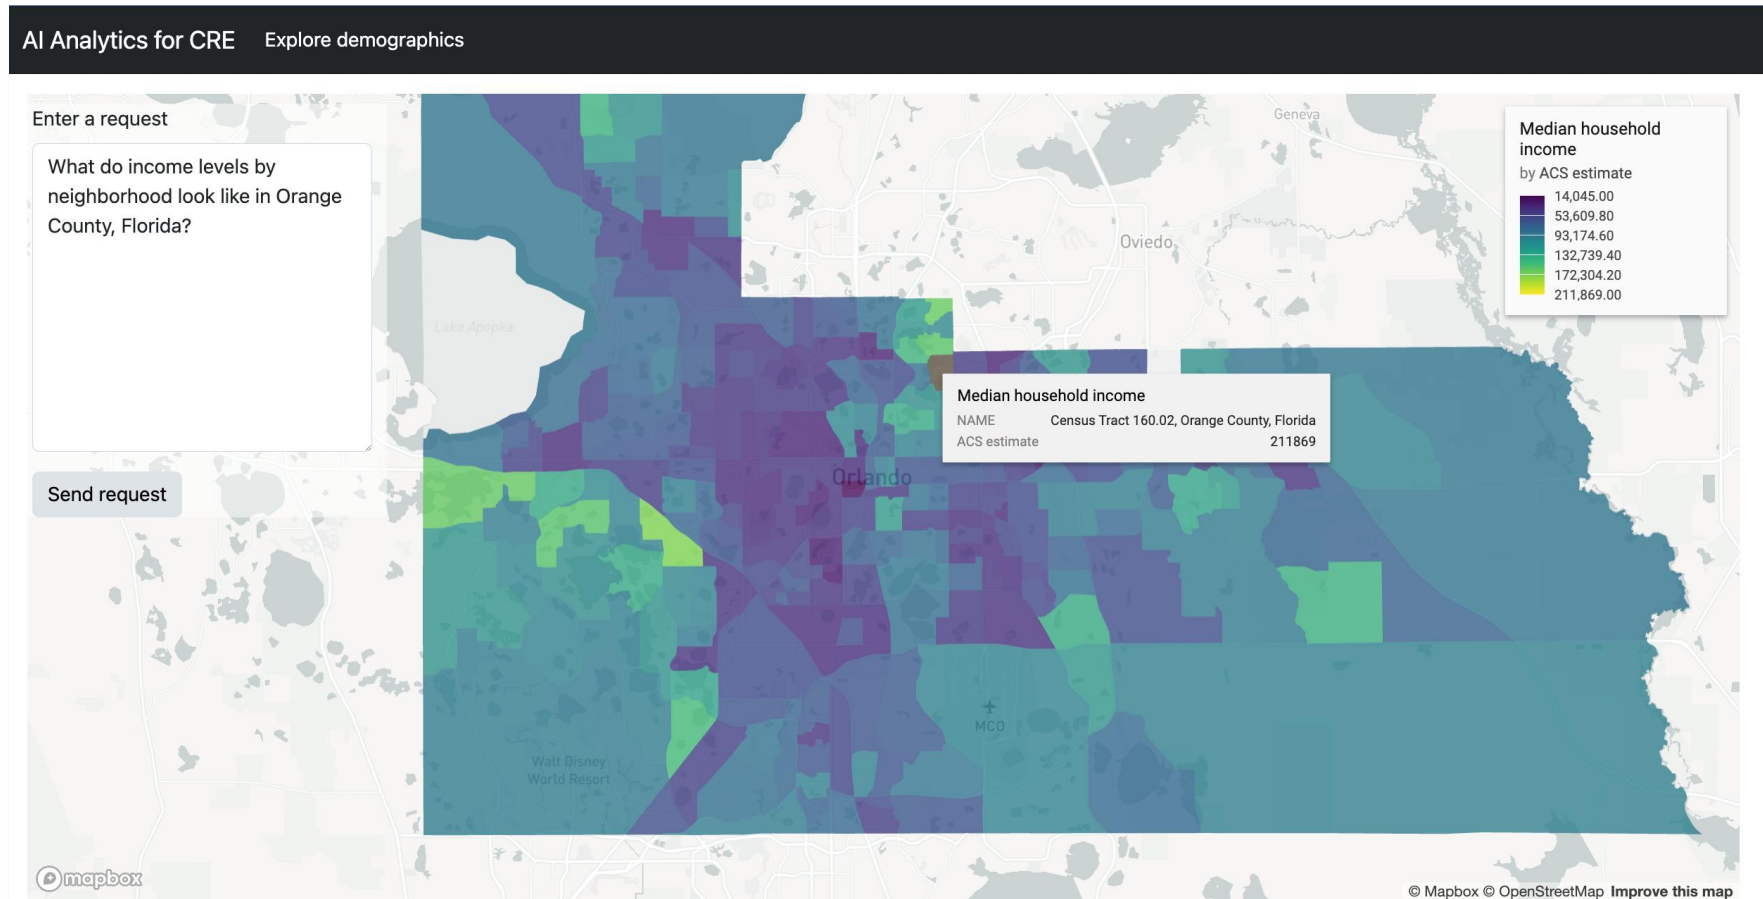 AI Analytics for CRE
Explore demographics
Enter a request
What do income levels by
neighborhood look like in Orange
County, Florida?
Send request
Geneva
Oviedo
Lake Apopka
Orlando
MCO
Walt Disney
World Resort
Median household
income
by ACS estimate
14,045.00
53,609.80
93,174.60
132,739.40
172,304.20
211,869.00
Median household income
NAME Census Tract 160.02, Orange County, Florida
ACS estimate 211869
mapbox
© Mapbox © OpenStreetMap Improve this map